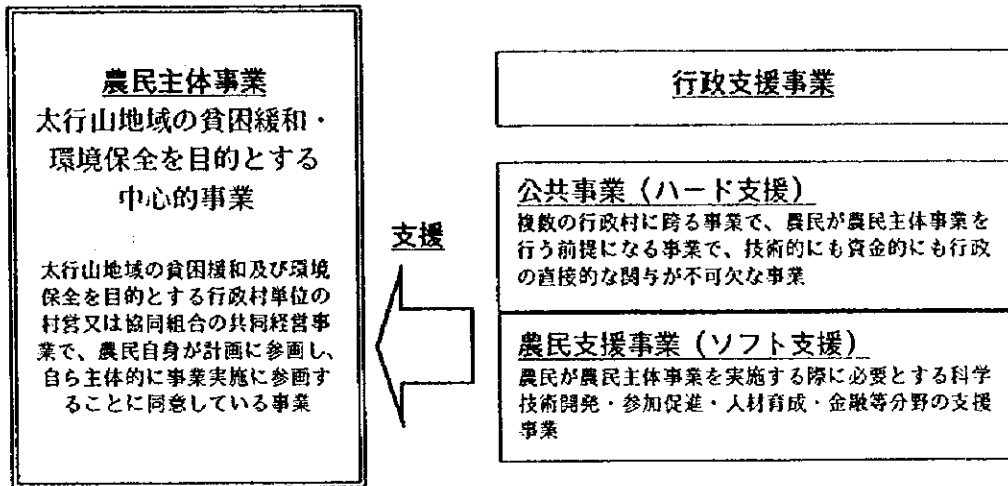 農民主体事業
太行山地域の貧困緩和・
環境保全を目的とする
中心的事業
太行山地域の貧困緩和及び環境
保全を目的とする行政村単位の
村営又は協同組合の共同経営事
業で、農民自身が計画に参画し、
自ら主体的に事業実施に参画す
ることに同意している事業
支援
行政支援事業
公共事業（ハード支援）
複数の行政村に跨る事業で、農民が農民主体事業を
行う前提になる事業で、技術的にも資金的にも行政
の直接的な関与が不可欠な事業
農民支援事業（ソフト支援）
農民が農民主体事業を実施する際に必要とする科学
技術開発・参加促進・人材育成・金融等分野の支援
事業